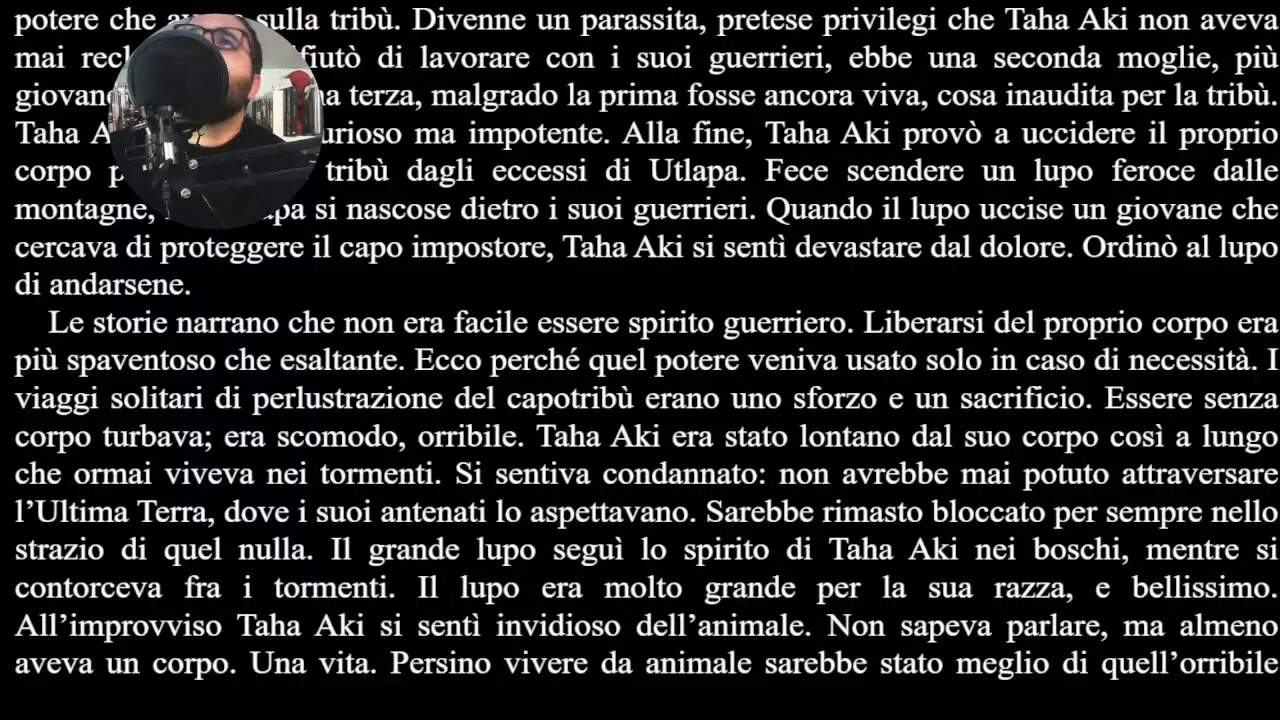 potere che sulla tribù. Divenne un parassita, pretese privilegi che Taha Aki non aveva
mai di lavorare con i suoi guerrieri, ebbe una seconda moglie, più
terza, malgrado la prima fosse ancora viva, cosa inaudita per la tribù.
Taha ma impotente. Alla fine, Taha Aki provò a uccidere il proprio
corpo tribù dagli eccessi di Utlapa. Fece scendere un lupo feroce dalle
montagne, si nascose dietro i suoi guerrieri. Quando il lupo uccise un giovane che
cercava di proteggere il capo impostore, Taha Aki si sentì devastare dal dolore. Ordinò al lupo
di andarsene.
Le storie narrano che non era facile essere spirito guerriero. Liberarsi del proprio corpo era
più spaventoso che esaltante. Ecco perché quel potere veniva usato solo in caso di necessità. I
viaggi solitari di perlustrazione del capotribù erano uno sforzo e un sacrificio. Essere senza
corpo turbava; era scomodo, orribile. Taha Aki era stato lontano dal suo corpo così a lungo
che ormai viveva nei tormenti. Si sentiva condannato: non avrebbe mai potuto attraversare
l’Ultima Terra, dove i suoi antenati lo aspettavano. Sarebbe rimasto bloccato per sempre nello
strazio di quel nulla. Il grande lupo seguì lo spirito di Taha Aki nei boschi, mentre si
contorceva fra i tormenti. Il lupo era molto grande per la sua razza, e bellissimo.
All’improvviso Taha Aki si sentì invidioso dell’animale. Non sapeva parlare, ma almeno
aveva un corpo. Una vita. Persino vivere da animale sarebbe stato meglio di quell’orribile